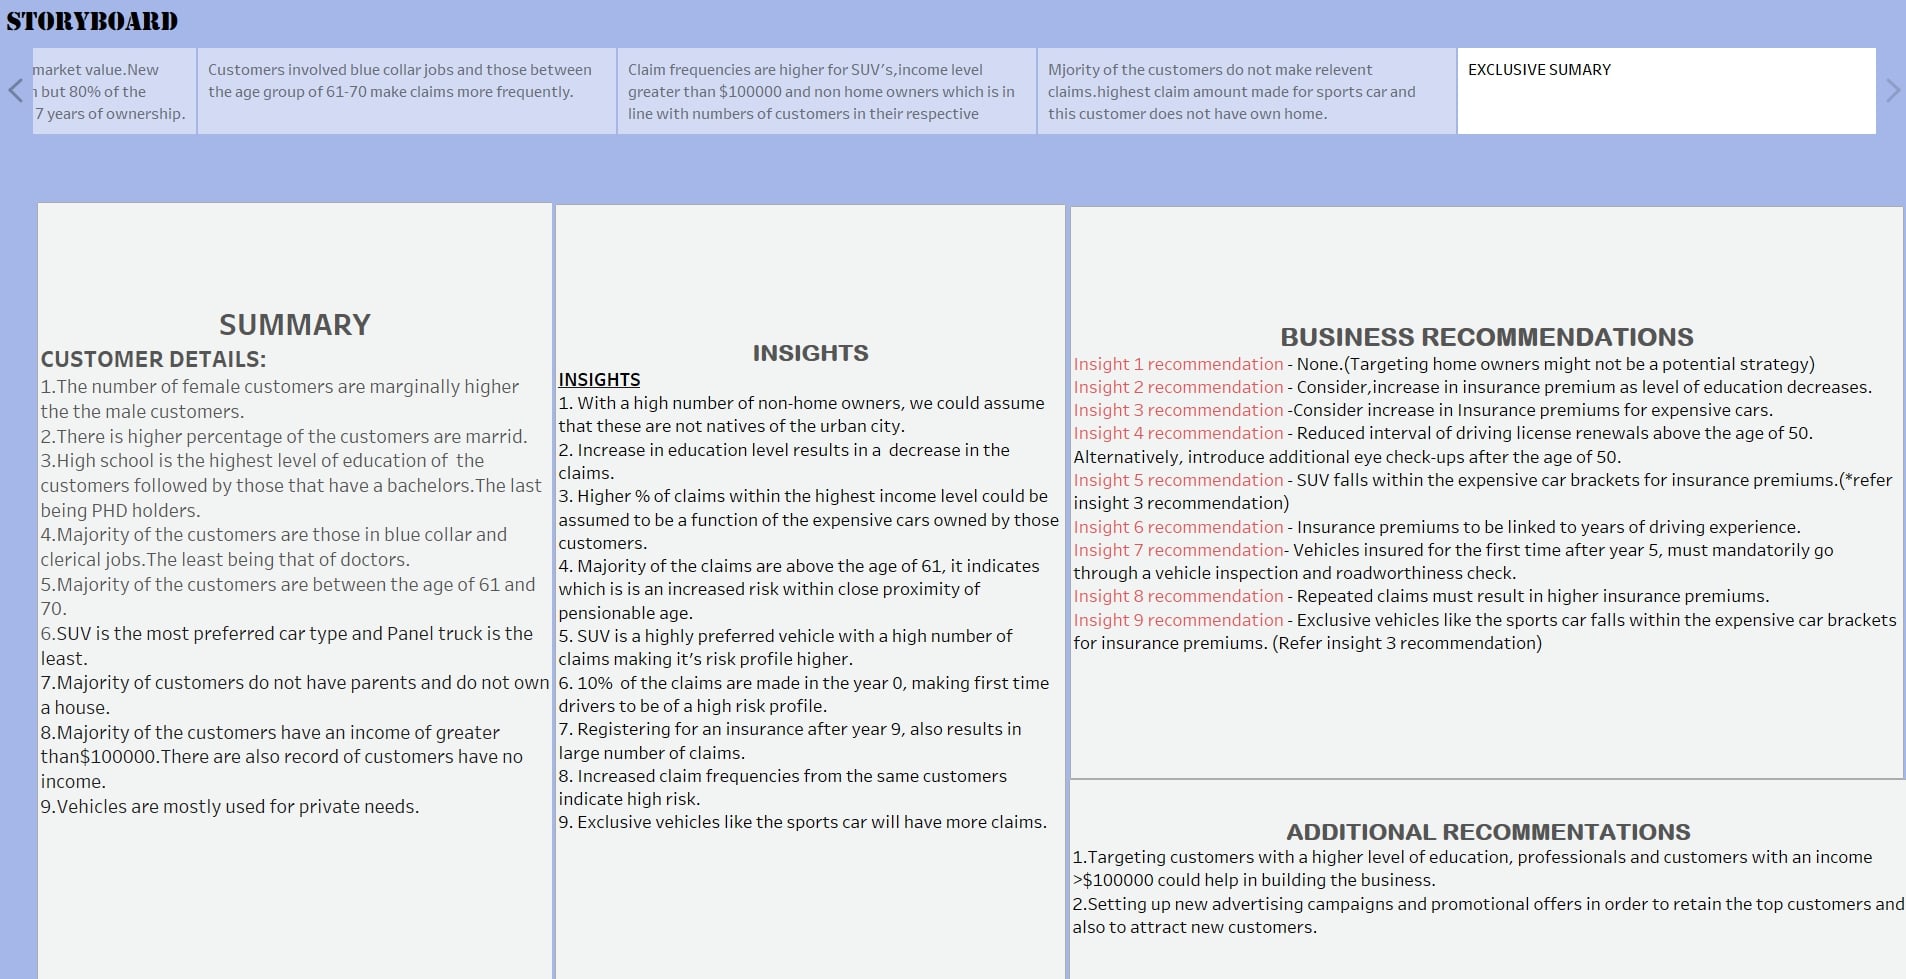 STORYBOARD
market value.New
but 80% of the
7 years of ownership.
Customers involved blue collar jobs and those between
the age group of 61-70 make claims more frequently.
Claim frequencies are higher for SUV's,income level
greater than $100000 and non home owners which is in
line with numbers of customers in their respective
Mjority of the customers do not make relevent
claims.highest claim amount made for sports car and
this customer does not have own home.
EXCLUSIVE SUMARY
SUMMARY
CUSTOMER DETAILS:
1.The number of female customers are marginally higher
the the male customers.
2.There is higher percentage of the customers are marrid.
3.High school is the highest level of education of the
customers followed by those that have a bachelors.The last
being PHD holders.
4.Majority of the customers are those in blue collar and
clerical jobs.The least being that of doctors.
5.Majority of the customers are between the age of 61 and
70.
6.SUV is the most preferred car type and Panel truck is the
least.
7.Majority of customers do not have parents and do not own
a house.
8.Majority of the customers have an income of greater
than$100000.There are also record of customers have no
income.
9.Vehicles are mostly used for private needs.
INSIGHTS
INSIGHTS
1. With a high number of non-home owners, we could assume
that these are not natives of the urban city.
2. Increase in education level results in a decrease in the
claims.
3. Higher % of claims within the highest income level could be
assumed to be a function of the expensive cars owned by those
customers.
4. Majority of the claims are above the age of 61, it indicates
which is is an increased risk within close proximity of
pensionable age.
5. SUV is a highly preferred vehicle with a high number of
claims making it's risk profile higher.
6. 10% of the claims are made in the year 0, making first time
drivers to be of a high risk profile.
7. Registering for an insurance after year 9, also results in
large number of claims.
8. Increased claim frequencies from the same customers
indicate high risk.
9. Exclusive vehicles like the sports car will have more claims.
BUSINESS RECOMMENDATIONS
Insight 1 recommendation - None.(Targeting home owners might not be a potential strategy)
Insight 2 recommendation - Consider,increase in insurance premium as level of education decreases.
Insight 3 recommendation -Consider increase in Insurance premiums for expensive cars.
Insight 4 recommendation - Reduced interval of driving license renewals above the age of 50.
Alternatively, introduce additional eye check-ups after the age of 50.
Insight 5 recommendation - SUV falls within the expensive car brackets for insurance premiums.(*refer
insight 3 recommendation)
Insight 6 recommendation - Insurance premiums to be linked to years of driving experience.
Insight 7 recommendation- Vehicles insured for the first time after year 5, must mandatorily go
through a vehicle inspection and roadworthiness check.
Insight 8 recommendation - Repeated claims must result in higher insurance premiums.
Insight 9 recommendation - Exclusive vehicles like the sports car falls within the expensive car brackets
for insurance premiums. (Refer insight 3 recommendation)
ADDITIONAL RECOMMENTATIONS
1.Targeting customers with a higher level of education, professionals and customers with an income
>$100000 could help in building the business.
2.Setting up new advertising campaigns and promotional offers in order to retain the top customers and
also to attract new customers.